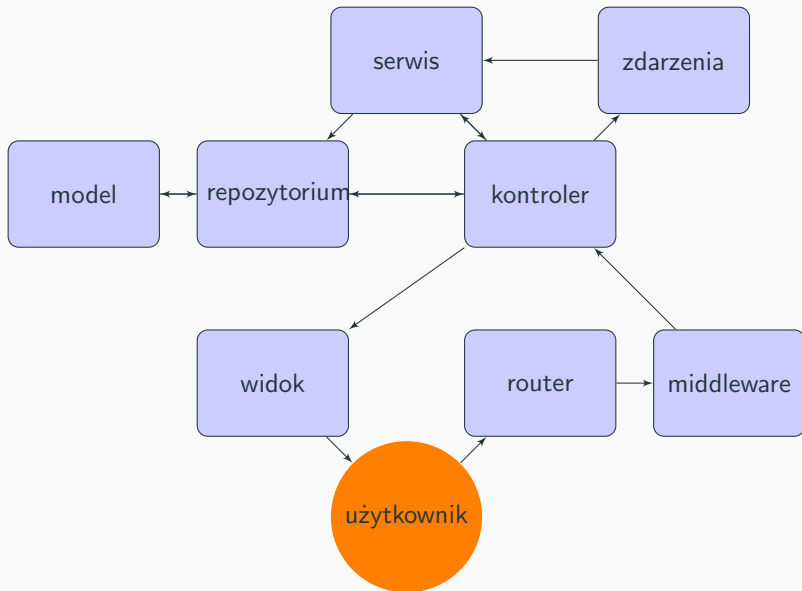 serwis
zdarzenia
model
repozytorium
kontroler
widok
router
middleware
użytkownik